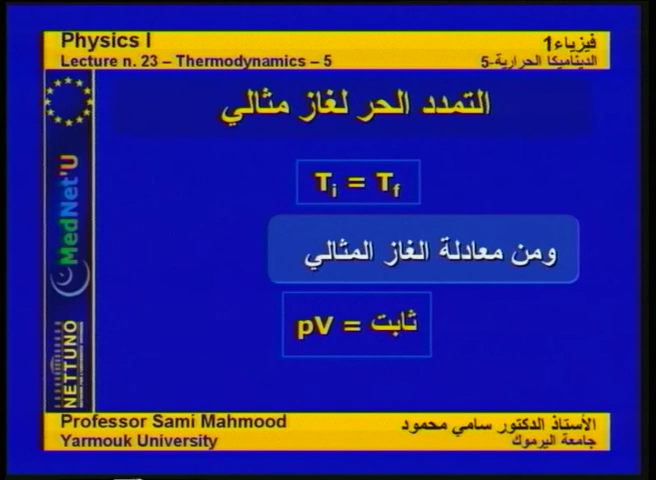 Physics I
فيزياء1
Lecture n. 23 – Thermodynamics – 5
الديناميكا الحرارية-5
التمدد الحر لغاز مثالي
Ti = Tf
ومن معادلة الغاز المثالي
pV = ثابت
MedNet'U
NETTUNO
Professor Sami Mahmood
الأستاذ الدكتور سامي محمود
Yarmouk University
جامعة اليرموك